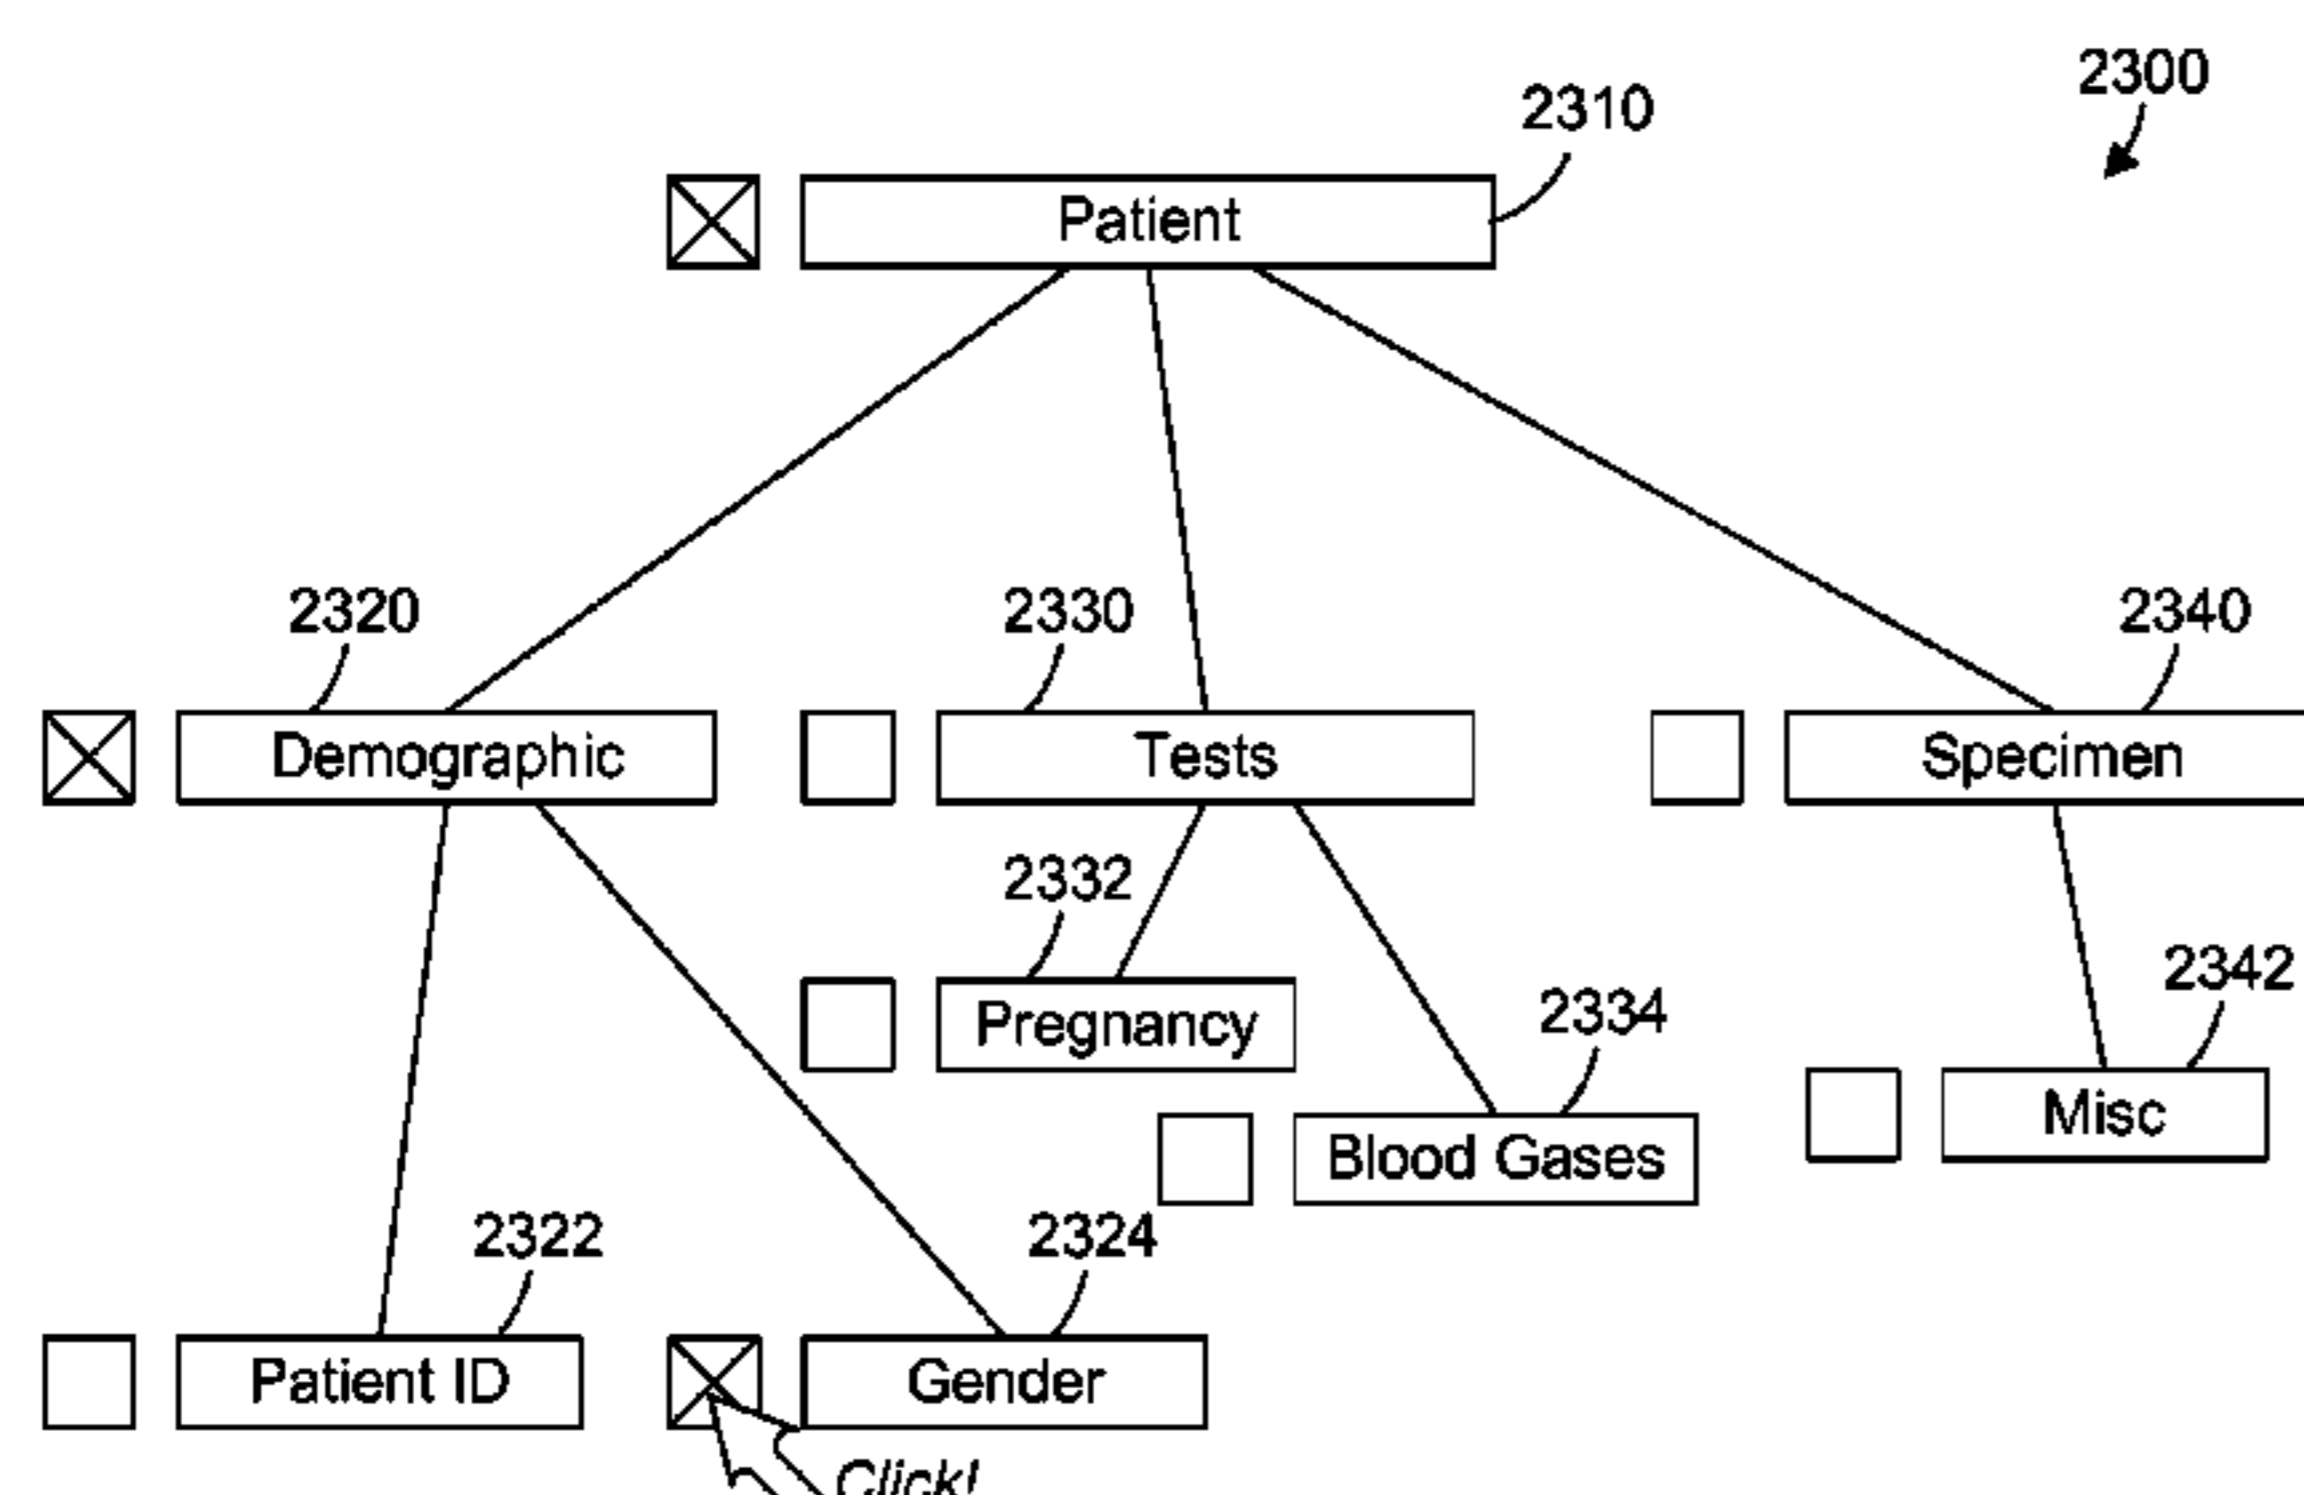 2300
2310
Patient
2320
2330
2340
Demographic
Tests
Specimen
2332
2342
2334
Pregnancy
Misc
Blood Gases
2322
2324
Patient ID
Gender
Click!